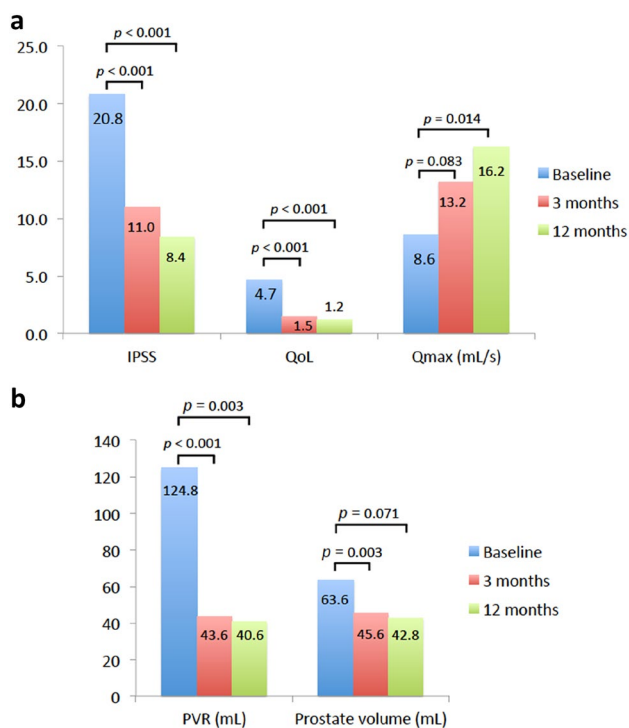 a
p < 0.001
p < 0.001
p = 0.014
p = 0.083
p < 0.001
p < 0.001
25.0
20.0
15.0
10.0
5.0
0.0
20.8
11.0
8.4
4.7
1.5
1.2
8.6
13.2
16.2
IPSS
QoL
Qmax (mL/s)
Baseline
3 months
12 months
b
p = 0.003
p < 0.001
p = 0.071
p = 0.003
140
120
100
80
60
40
20
0
124.8
43.6
40.6
63.6
45.6
42.8
PVR (mL)
Prostate volume (mL)
Baseline
3 months
12 months